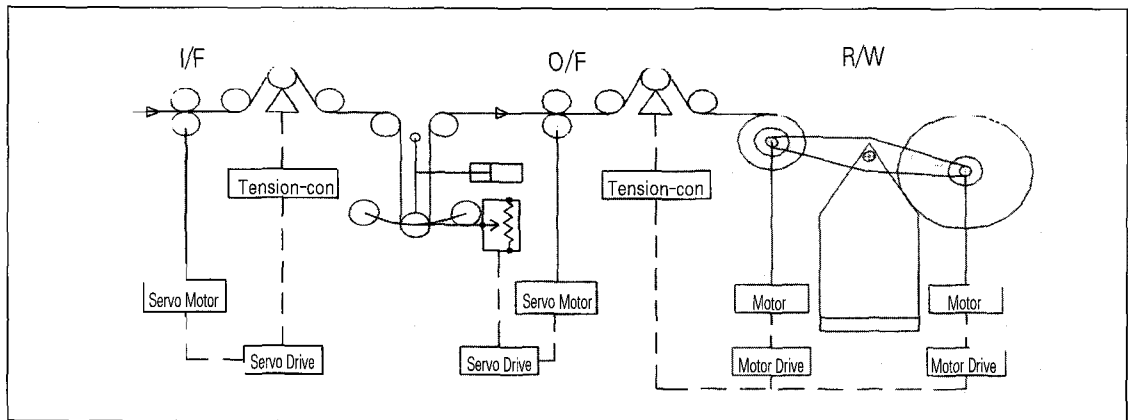 I/F
O/F
R/W
Tension-con
Tension-con
Servo Motor
Servo Motor
Motor
Motor
Servo Drive
Servo Drive
Motor Drive
Motor Drive